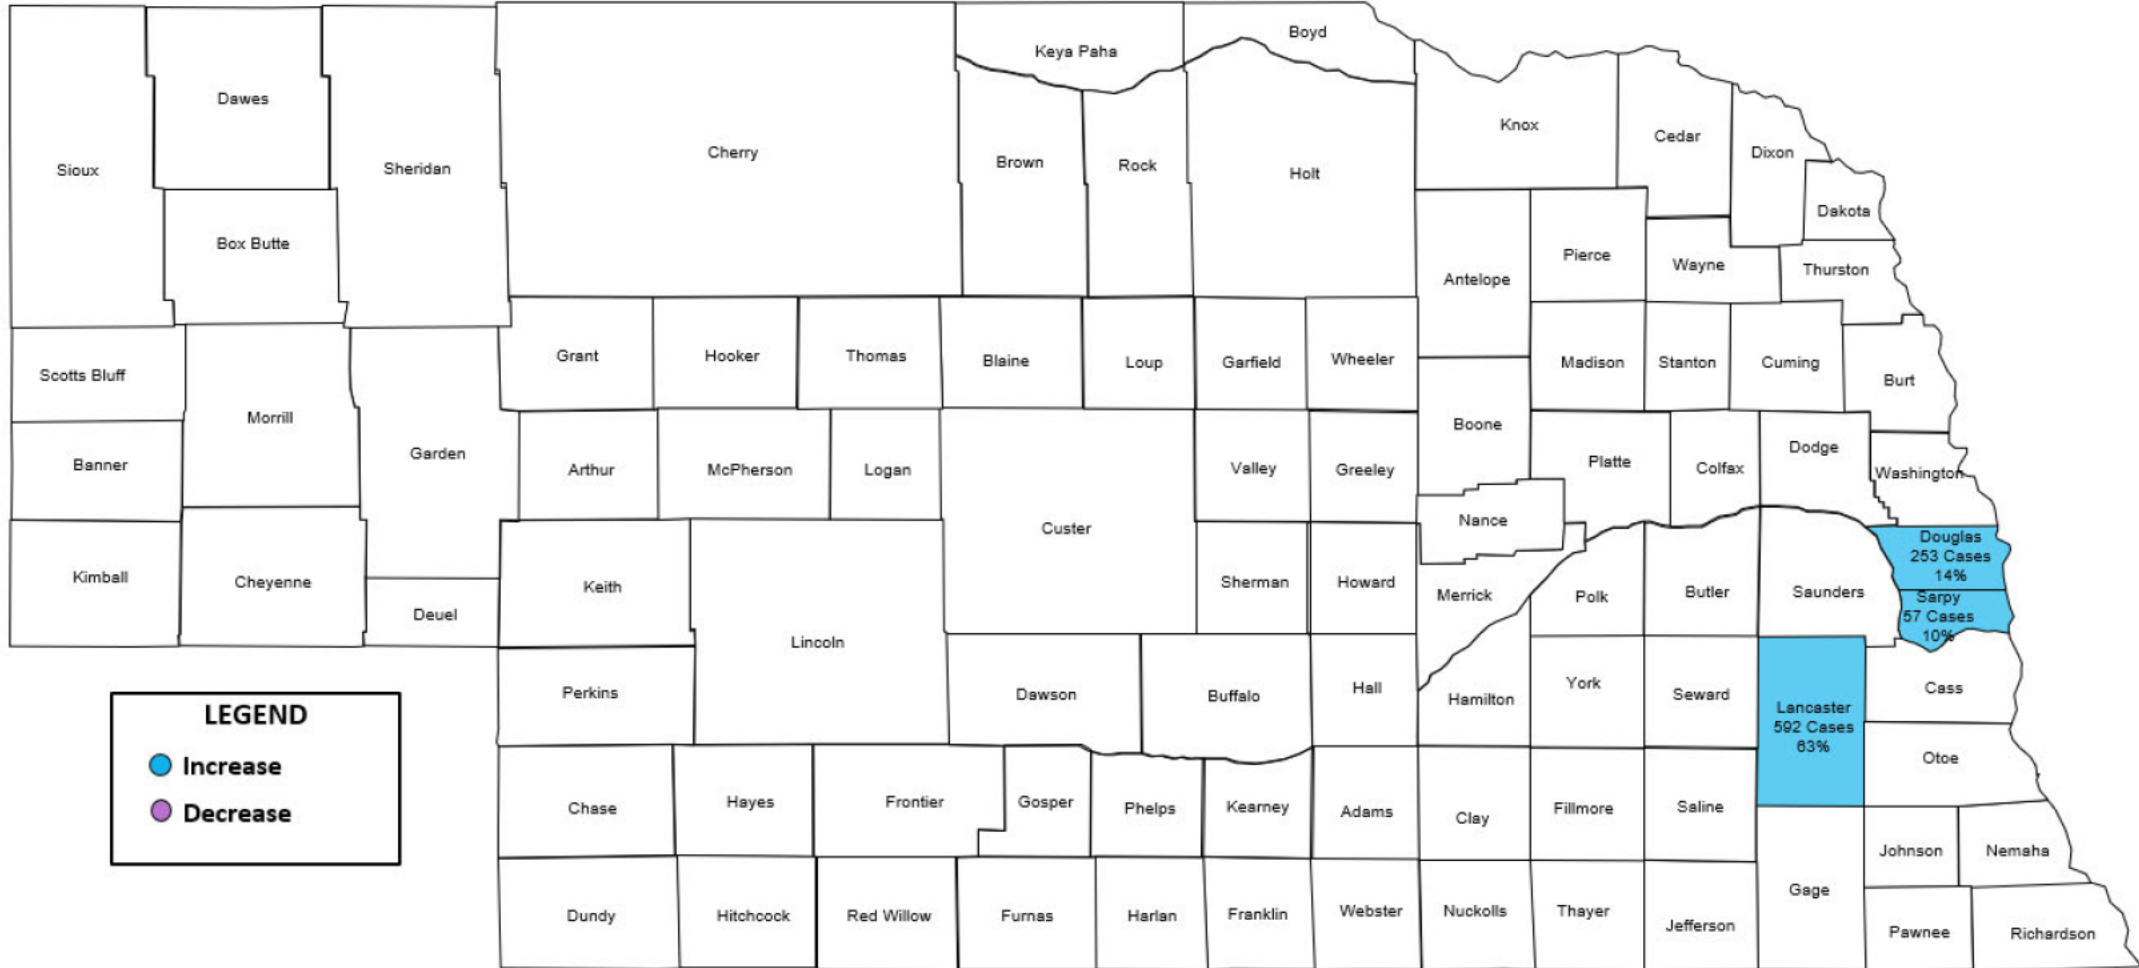 Keya Paha
Boyd
Sioux
Dawes
Sheridan
Cherry
Brown
Rock
Holt
Knox
Cedar
Dixon
Dakota
Box Butte
Antelope
Pierce
Wayne
Thurston
Scotts Bluff
Morrill
Garden
Grant
Hooker
Thomas
Blaine
Loup
Garfield
Wheeler
Madison
Stanton
Cuming
Burt
Banner
Arthur
McPherson
Logan
Custer
Valley
Greeley
Boone
Platte
Colfax
Dodge
Washington
Nance
Kimball
Cheyenne
Deuel
Keith
Lincoln
Sherman
Howard
Merrick
Polk
Butler
Saunders
Douglas
253 Cases
14%
Sarpy
57 Cases
10%
Perkins
Dawson
Buffalo
Hall
Hamilton
York
Seward
Lancaster
592 Cases
63%
Cass
Otoe
LEGEND
Increase
Decrease
Chase
Hayes
Frontier
Gosper
Phelps
Kearney
Adams
Clay
Fillmore
Saline
Gage
Johnson
Nemaha
Dundy
Hitchcock
Red Willow
Furnas
Harlan
Franklin
Webster
Nuckolls
Thayer
Jefferson
Pawnee
Richardson